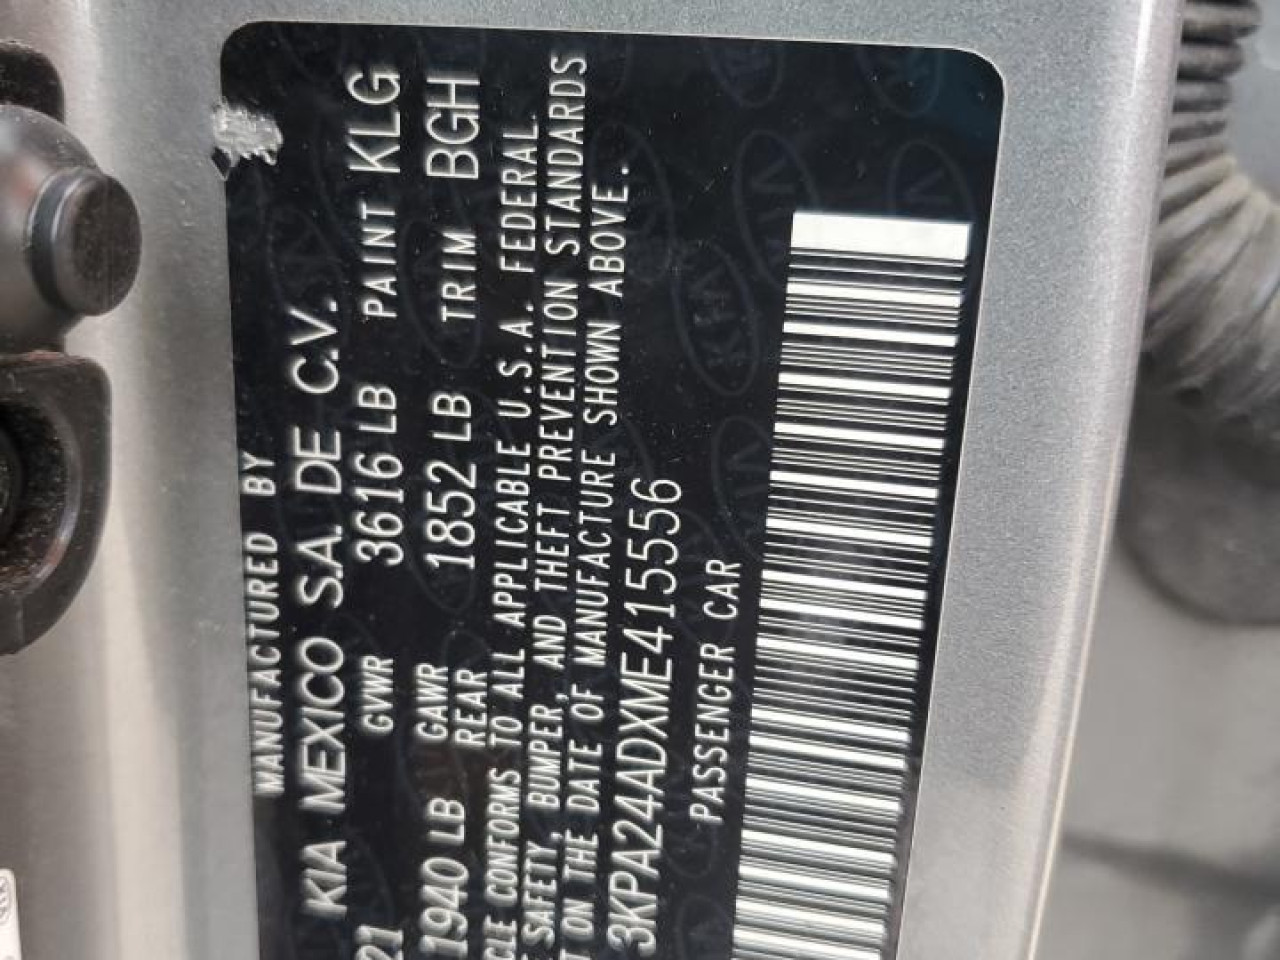 MANUFACTURED BY
KIA MEXICO S.A. DE C.V.
21 GVWR 3616 LB PAINT KLG
1940 LB GAWR REAR 1852 LB TRIM BGH
CLE CONFORMS TO ALL APPLICABLE U.S.A. FEDERAL
SAFETY, BUMPER, AND THEFT PREVENTION STANDARDS
T ON THE DATE OF MANUFACTURE SHOWN ABOVE.
3KPA24ADXME415556
PASSENGER CAR